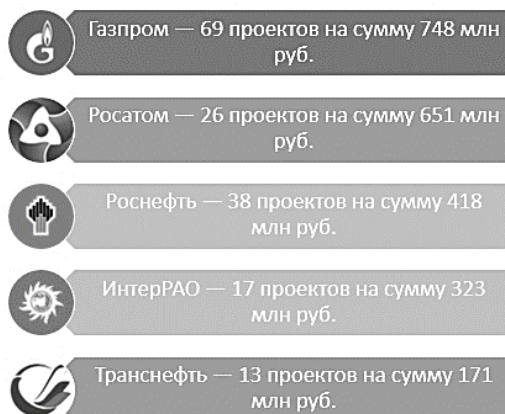 Газпром — 69 проектов на сумму 748 млн
руб.
Росатом — 26 проектов на сумму 651 млн
руб.
Роснефть — 38 проектов на сумму 418
млн руб.
ИнтерРАО — 17 проектов на сумму 323
млн руб.
Транснефть — 13 проектов на сумму 171
млн руб.